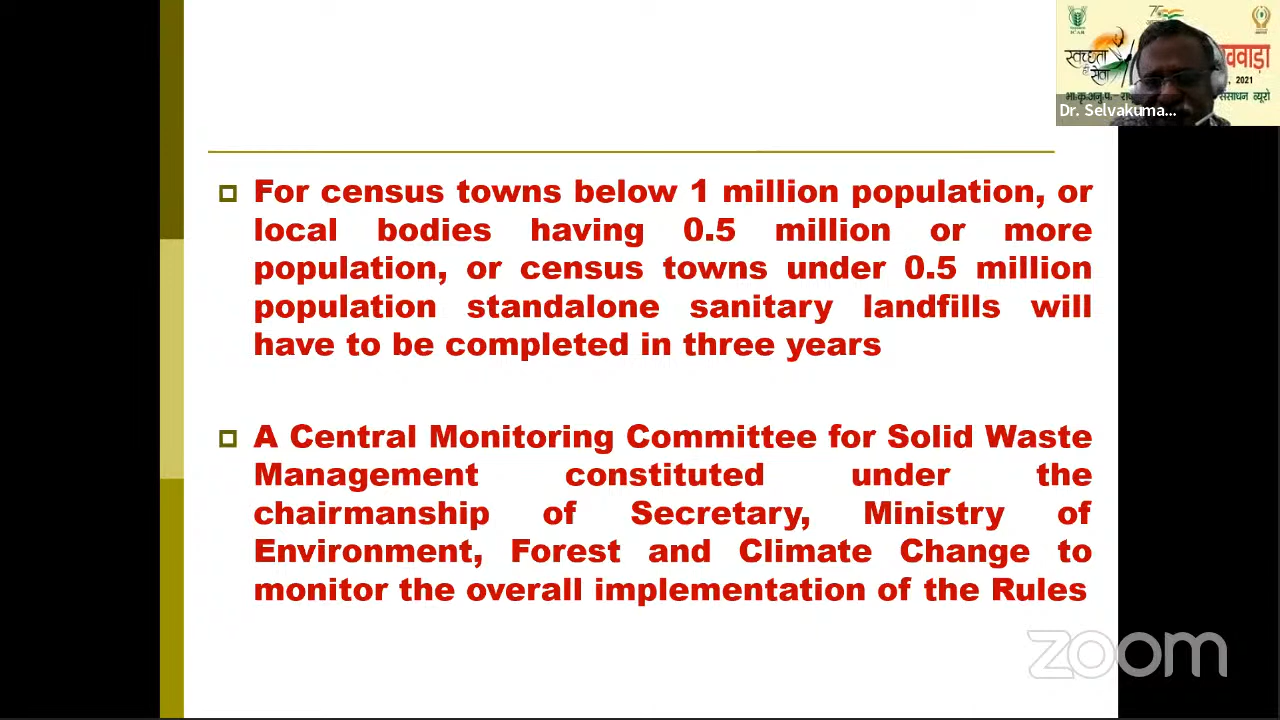 For census towns below 1 million population, or
local bodies having 0.5 million or more
population, or census towns under 0.5 million
population standalone sanitary landfills will
have to be completed in three years
A Central Monitoring Committee for Solid Waste
Management constituted under the
chairmanship of Secretary, Ministry of
Environment, Forest and Climate Change to
monitor the overall implementation of the Rules
स्वच्छता
ही सेवा
2021
भा.कृ.अनु.प.
Dr. Selvakuma...
zoom